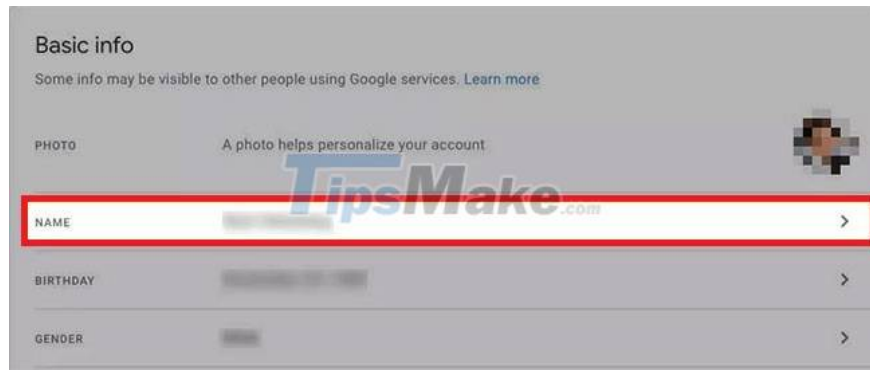 Basic info
Some info may be visible to other people using Google services. Learn more
PHOTO A photo helps personalize your account
TipsMake.com
NAME
BIRTHDAY
GENDER